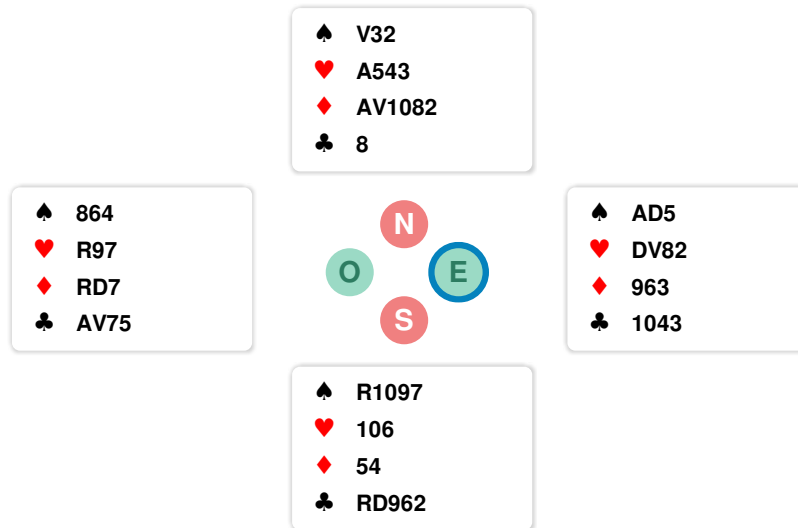 ♠ V32
♥ A543
♦ AV1082
♣ 8
♠ 864
♥ R97
♦ RD7
♣ AV75
N
O E
S
♠ AD5
♥ DV82
♦ 963
♣ 1043
♠ R1097
♥ 106
♦ 54
♣ RD962